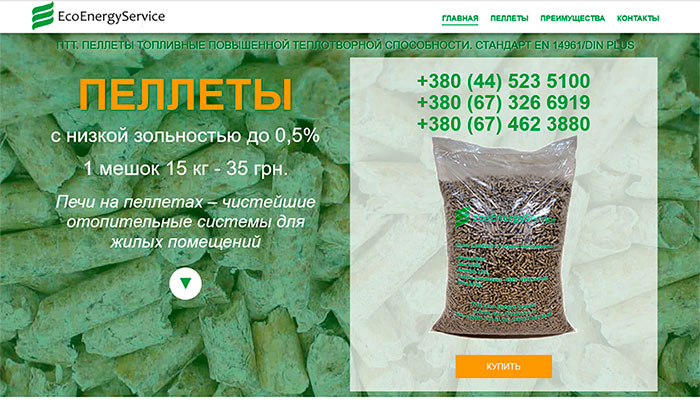 EcoEnergyService
ГЛАВНАЯ ПЕЛЛЕТЫ ПРЕИМУЩЕСТВА КОНТАКТЫ
ПТТ. ПЕЛЛЕТЫ ТОПЛИВНЫЕ ПОВЫШЕННОЙ ТЕПЛОТВОРНОЙ СПОСОБНОСТИ. СТАНДАРТ EN 14961/DIN PLUS
ПЕЛЛЕТЫ
с низкой зольностью до 0,5%
1 мешок 15 кг - 35 грн.
Печи на пеллетах – чистейшие
отопительные системы для
жилых помещений
+380 (44) 523 5100
+380 (67) 326 6919
+380 (67) 462 3880
EcoEnergyService
КУПИТЬ